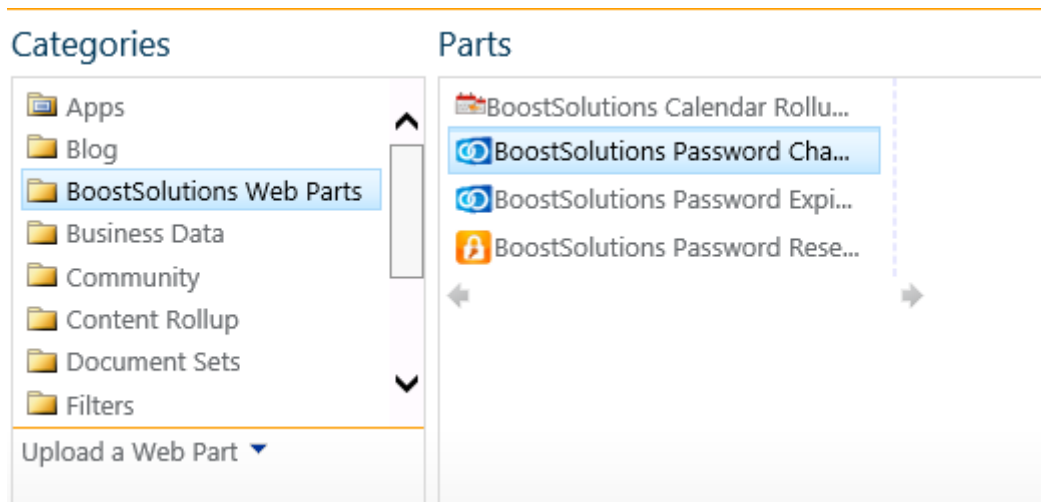 Categories
Apps
Blog
BoostSolutions Web Parts
Business Data
Community
Content Rollup
Document Sets
Filters
Upload a Web Part
Parts
BoostSolutions Calendar Rollu...
BoostSolutions Password Cha...
BoostSolutions Password Expi...
BoostSolutions Password Rese...